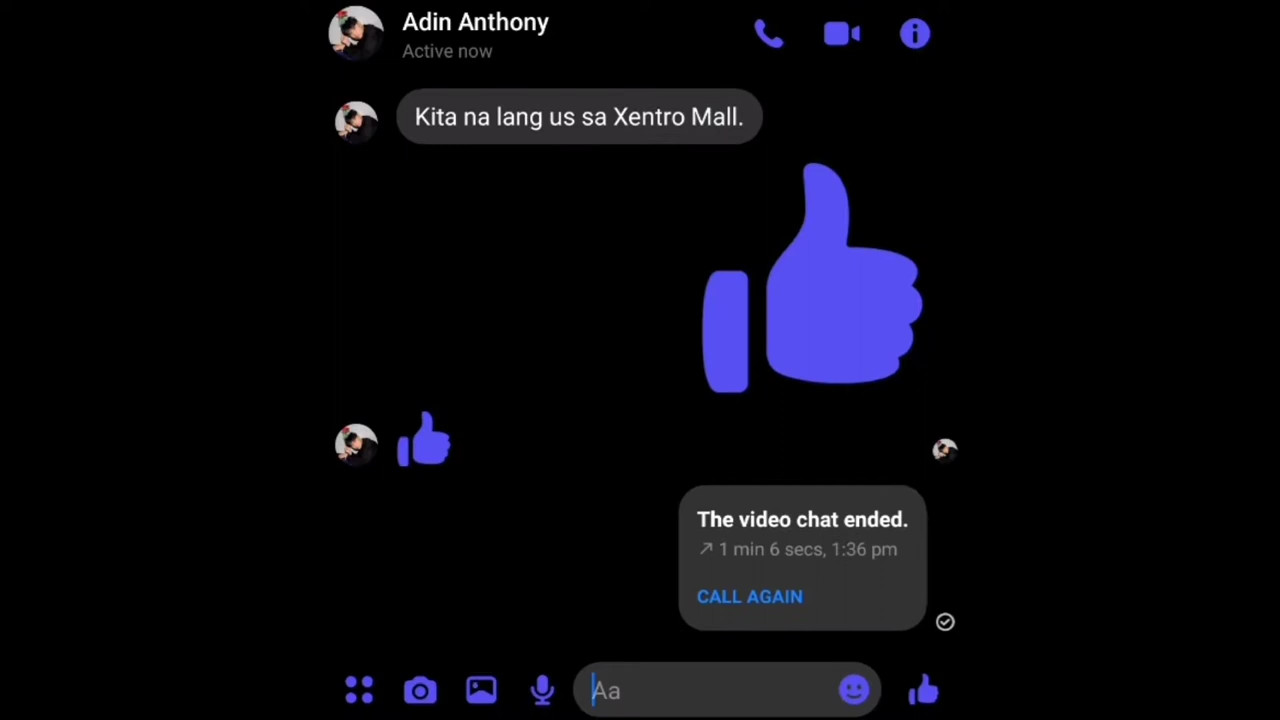 Adin Anthony
Active now
Kita na lang us sa Xentro Mall.
The video chat ended.
↗ 1 min 6 secs, 1:36 pm
CALL AGAIN
Aa